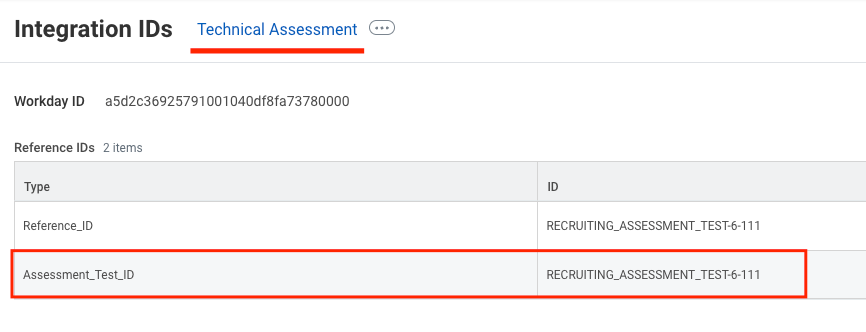 Integration IDs Technical Assessment
Workday ID a5d2c36925791001040df8fa73780000
Reference IDs 2 items
Type ID
Reference_ID RECRUITING_ASSESSMENT_TEST-6-111
Assessment_Test_ID RECRUITING_ASSESSMENT_TEST-6-111